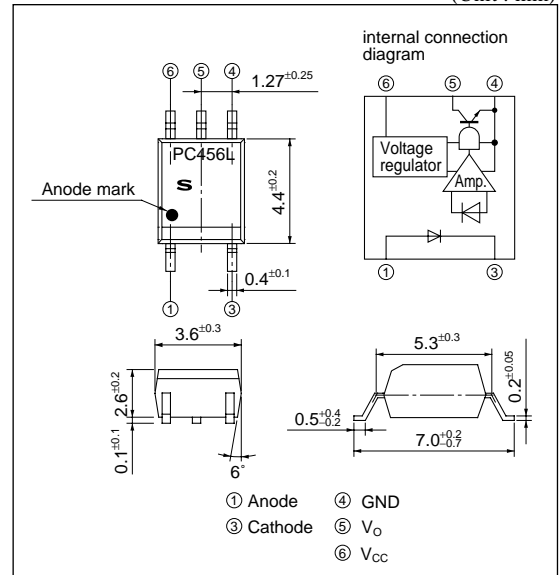 (Unit : mm)
internal connection
diagram
⑥ ⑤ ④
1.27±0.25
PC456L
S
Anode mark
4.4±0.2
0.4±0.1
① ③
⑥ ⑤ ④
Voltage
regulator
Amp.
① ③
3.6±0.3
2.6±0.2
0.1±0.1
6°
5.3±0.3
0.2±0.05
0.5+0.4−0.2
7.0+0.2−0.7
① Anode ④ GND
③ Cathode ⑤ VO
⑥ VCC